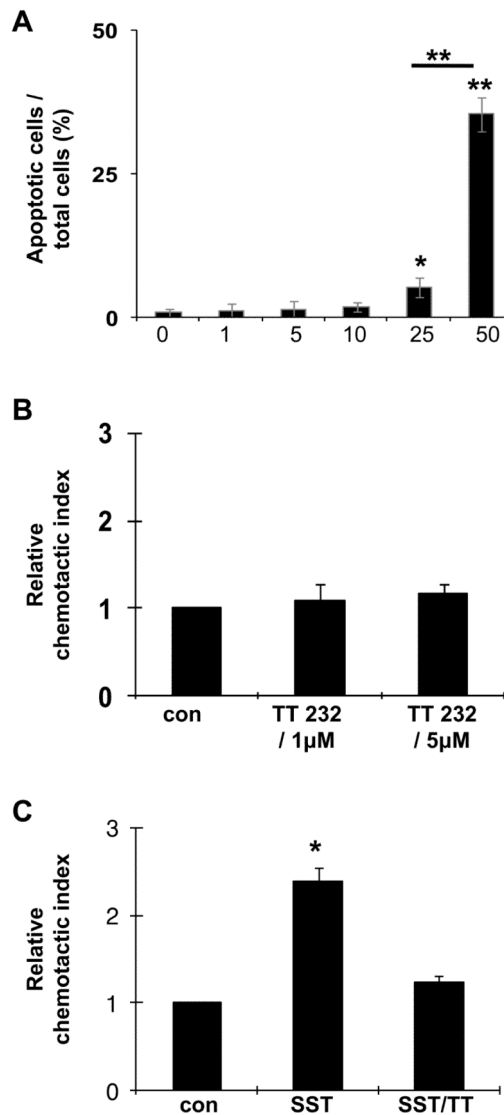 A
Apoptotic cells /
total cells (%)
50
25
0
**
**
*
0 1 5 10 25 50
B
Relative
chemotactic index
3
2
1
0
con TT 232 TT 232
/ 1µM / 5µM
C
Relative
chemotactic index
3
2
1
0
*
con SST SST/TT